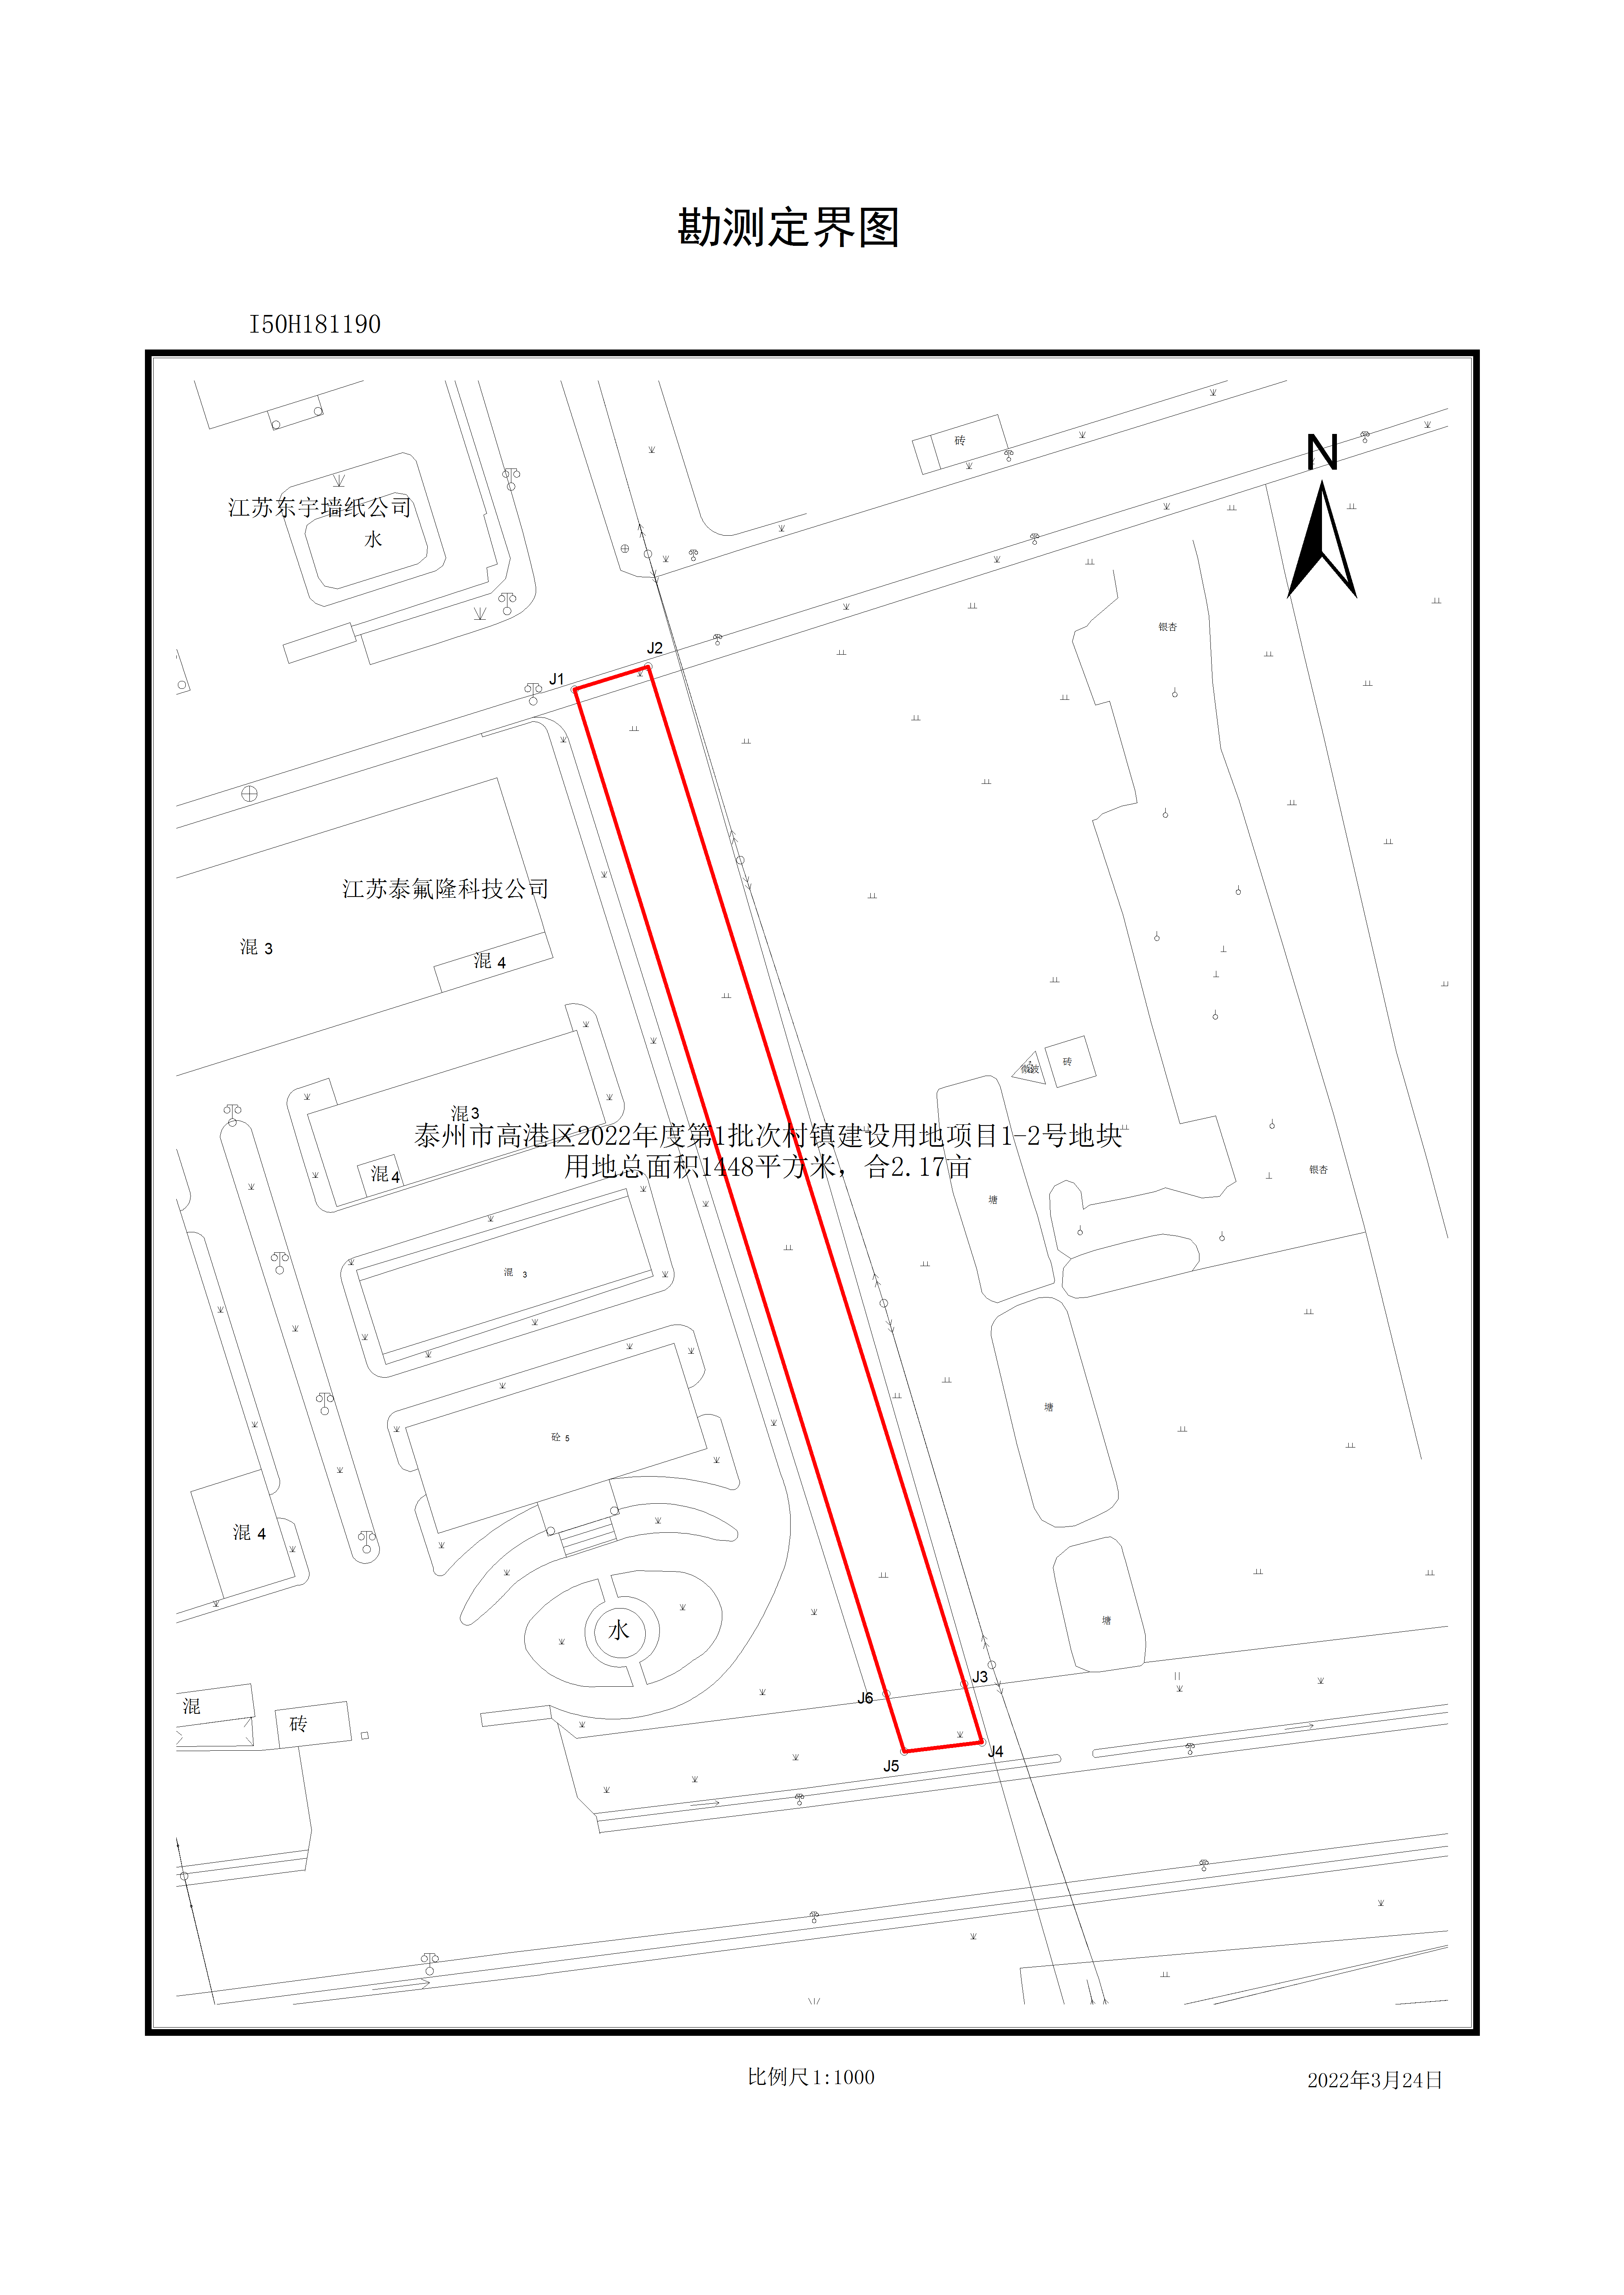 勘测定界图
I50H181190
N
砖
江苏东宇墙纸公司
水
银杏
J2
J1
江苏泰氟隆科技公司
混 3
混 4
砖
微波
混3
泰州市高港区2022年度第1批次村镇建设用地项目1-2号地块
用地总面积1448平方米，合2.17亩
混4
银杏
塘
混 3
塘
砼 5
混 4
塘
水
J3
J6
混
砖
J4
J5
比例尺1:1000
2022年3月24日